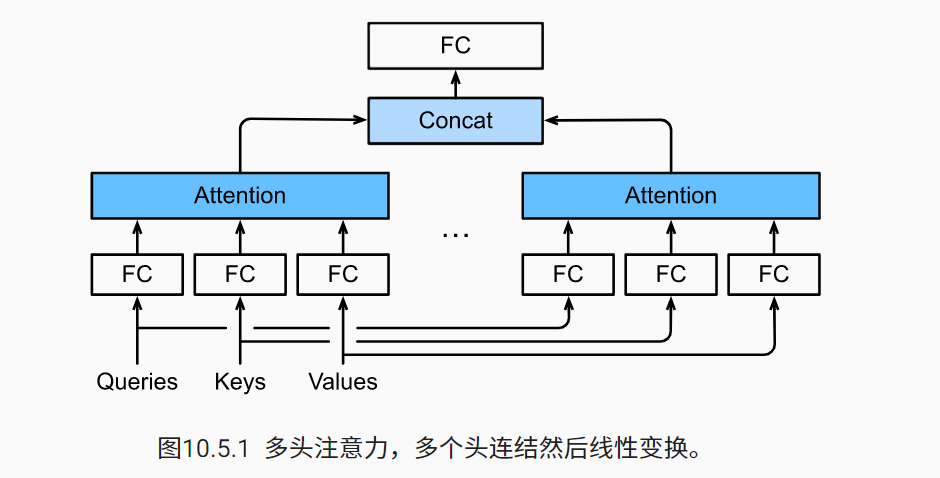 FC
Concat
Attention Attention
...
FC FC FC FC FC FC
Queries Keys Values
图10.5.1 多头注意力，多个头连结然后线性变换。